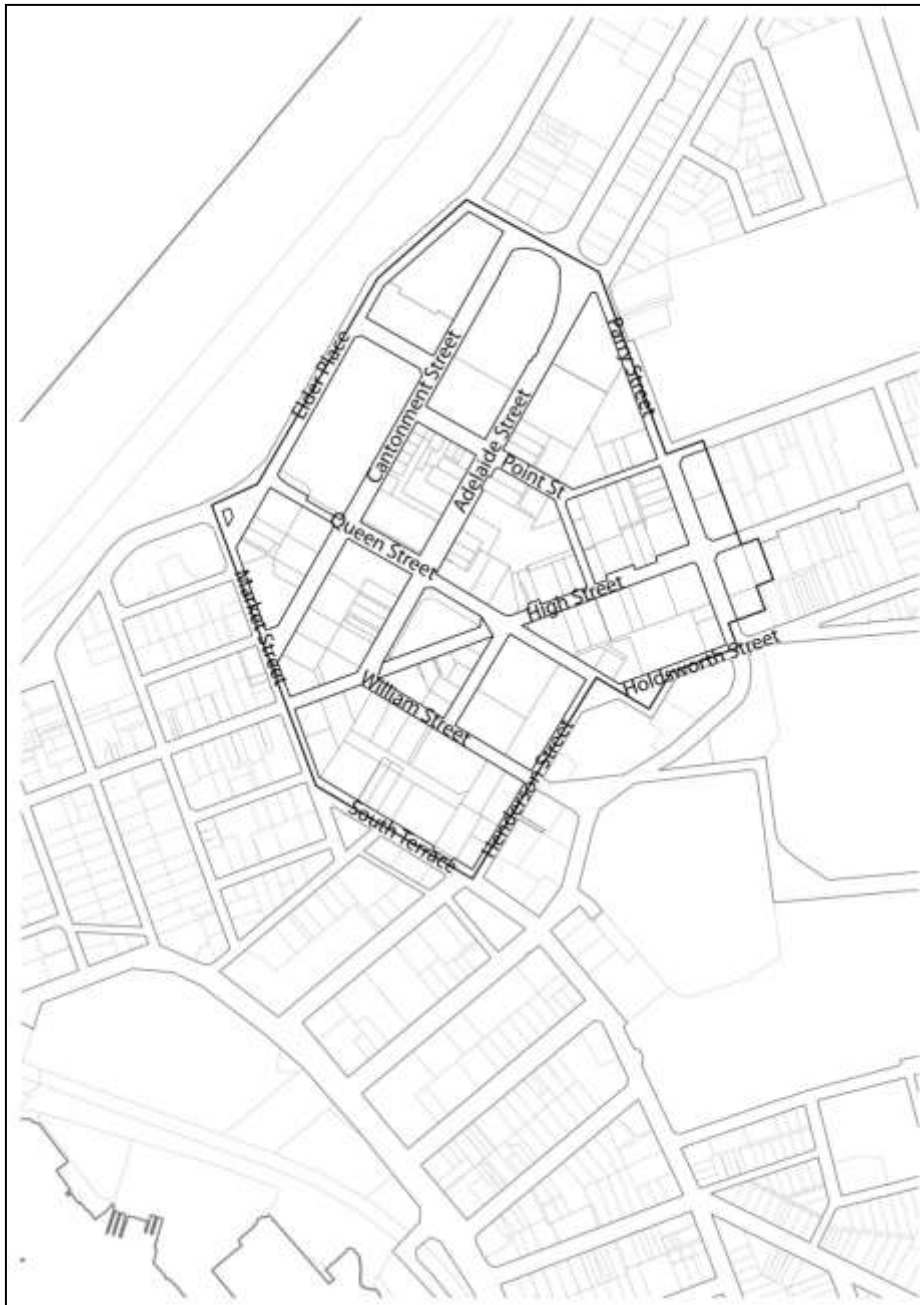 Elder Place
Cantonment Street
Parry Street
Adelaide Street
Point St
Queen Street
Market Street
High Street
Holdsworth Street
William Street
Henderson Street
South Terrace